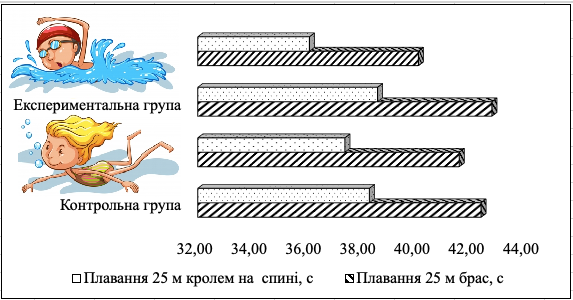 Експериментальна група
Контрольна група
32,00 34,00 36,00 38,00 40,00 42,00 44,00
Плавання 25 м кролем на спині, с Плавання 25 м брас, с